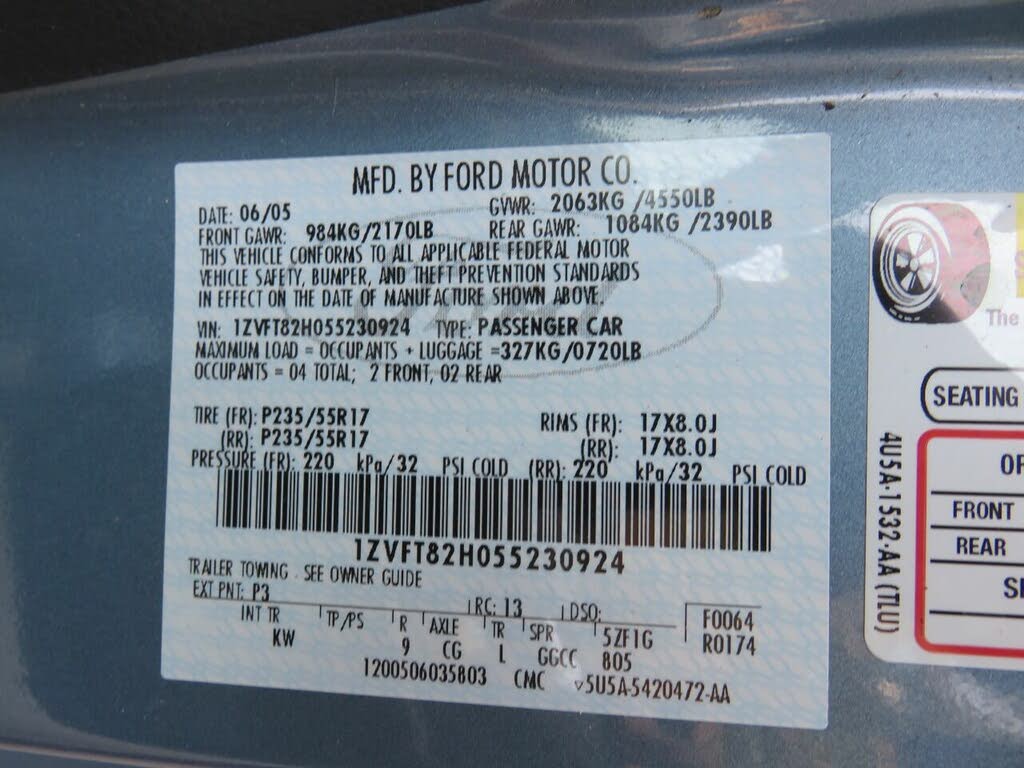 MFD. BY FORD MOTOR CO.
DATE: 06/05 GVWR: 2063KG /4550LB
FRONT GAWR: 984KG/2170LB REAR GAWR: 1084KG /2390LB
THIS VEHICLE CONFORMS TO ALL APPLICABLE FEDERAL MOTOR
VEHICLE SAFETY, BUMPER, AND THEFT PREVENTION STANDARDS
IN EFFECT ON THE DATE OF MANUFACTURE SHOWN ABOVE.
VIN: 1ZVFT82H055230924 TYPE: PASSENGER CAR
MAXIMUM LOAD = OCCUPANTS + LUGGAGE =327KG/0720LB
OCCUPANTS = 04 TOTAL; 2 FRONT, 02 REAR
TIRE (FR): P235/55R17 RIMS (FR): 17X8.0J
(RR): P235/55R17 (RR): 17X8.0J
PRESSURE (FR): 220 kPa/32 PSI COLD (RR): 220 kPa/32 PSI COLD
1ZVFT82H055230924
TRAILER TOWING - SEE OWNER GUIDE
EXT PNT: P3 RC: 13 DSO: F0064
INT TR TP/PS R AXLE TR SPR 5ZF1G R0174
KW 9 CG L GGCC 805
1200506035803 CMC ▿5U5A-5420472-AA
The
SEATING
4U5A-1532-AA (TLU)
FRONT
REAR